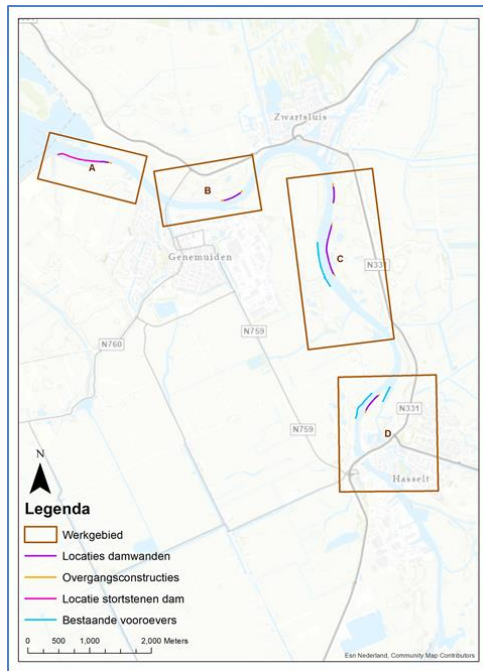 Zwartsluis
A
B
Genemuiden
C
N331
N759
N760
N759
N331
D
Hasselt
N
Legenda
Werkgebied
Locaties damwanden
Overgangsconstructies
Locatie stortstenen dam
Bestaande vooroevers
0 500 1,000 2,000 Meters
Esri Nederland, Community Map Contributors